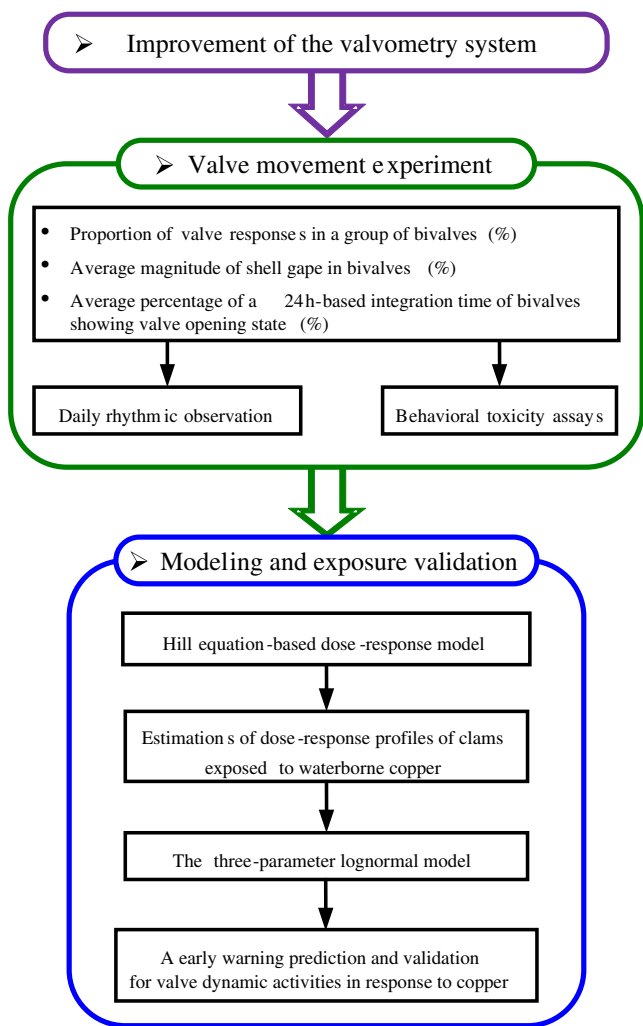 ➢ Improvement of the valvometry system
➢ Valve movement experiment
• Proportion of valve responses in a group of bivalves (%)
• Average magnitude of shell gape in bivalves (%)
• Average percentage of a 24h-based integration time of bivalves
showing valve opening state (%)
Daily rhythmic observation
Behavioral toxicity assays
➢ Modeling and exposure validation
Hill equation-based dose-response model
Estimations of dose-response profiles of clams
exposed to waterborne copper
The three-parameter lognormal model
A early warning prediction and validation
for valve dynamic activities in response to copper